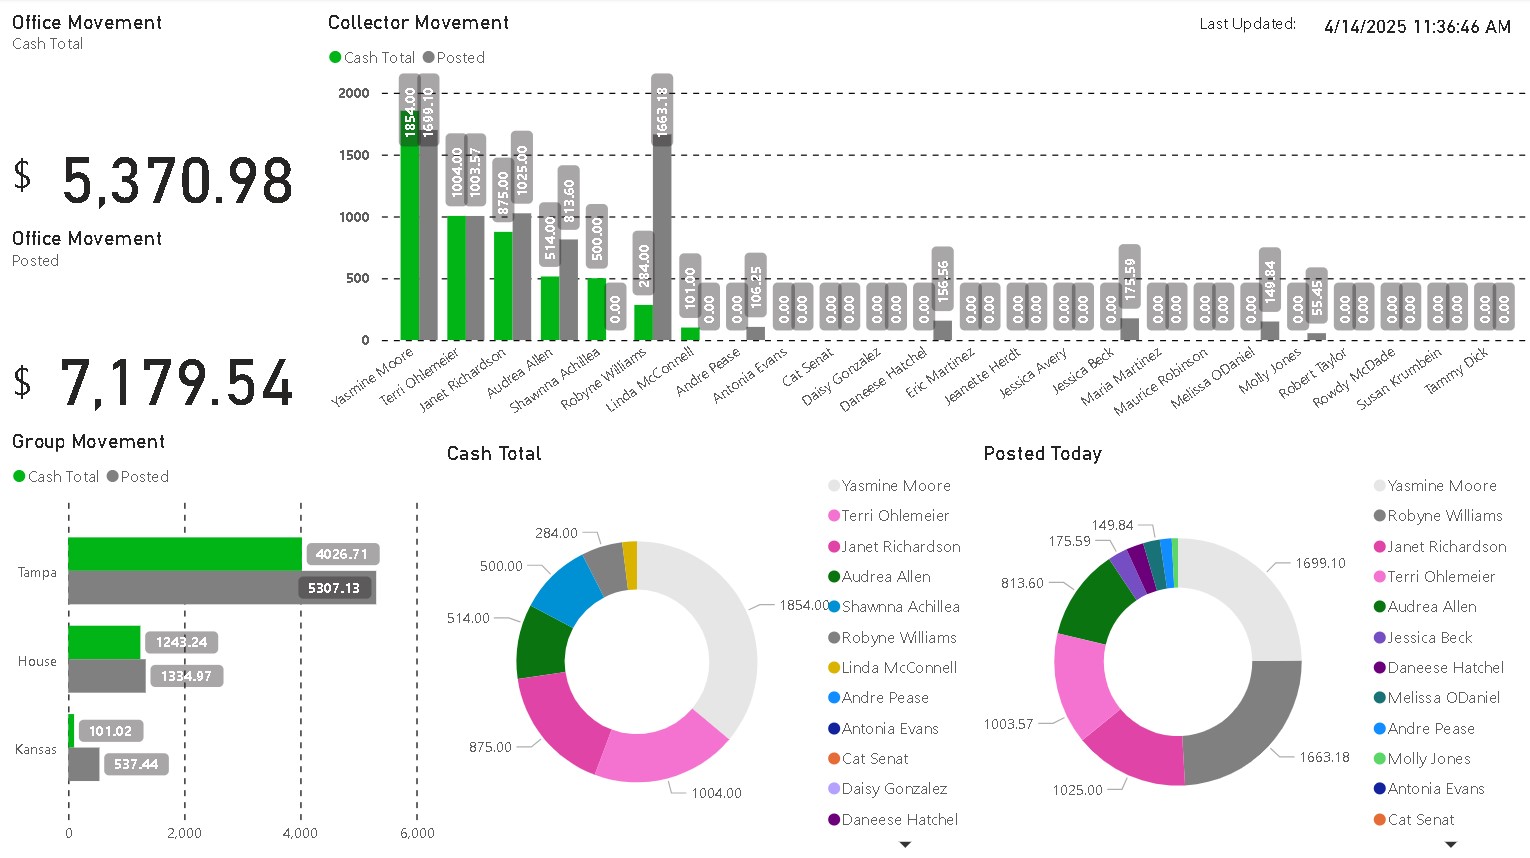 Office Movement
Cash Total
$ 5,370.98
Office Movement
Posted
$ 7,179.54
Collector Movement
Last Updated: 4/14/2025 11:36:46 AM
Cash Total Posted
2000
1500
1000
500
0
1854.00 1699.10 1004.00 1003.57 875.00 1025.00 514.00 813.60 500.00 0.00 284.00 1663.18 101.00 0.00 0.00 106.25 0.00 0.00 0.00 0.00 0.00 0.00 0.00 156.56 0.00 0.00 0.00 0.00 0.00 0.00 0.00 175.59 0.00 0.00 0.00 0.00 0.00 149.84 0.00 55.45 0.00 0.00 0.00 0.00 0.00 0.00 0.00 0.00
Yasmine Moore
Terri Ohlemeier
Janet Richardson
Audrea Allen
Shawnna Achillea
Robyne Williams
Linda McConnell
Andre Pease
Antonia Evans
Cat Senat
Daisy Gonzalez
Daneese Hatchel
Eric Martinez
Jeanette Herdt
Jessica Avery
Jessica Beck
Maria Martinez
Maurice Robinson
Melissa ODaniel
Molly Jones
Robert Taylor
Rowdy McDade
Susan Krumbein
Tammy Dick
Group Movement
Cash Total Posted
Tampa
4026.71
5307.13
House
1243.24
1334.97
Kansas
101.02
537.44
0 2,000 4,000 6,000
Cash Total
284.00
500.00
514.00
875.00
1004.00
1854.00
Yasmine Moore
Terri Ohlemeier
Janet Richardson
Audrea Allen
Shawnna Achillea
Robyne Williams
Linda McConnell
Andre Pease
Antonia Evans
Cat Senat
Daisy Gonzalez
Daneese Hatchel
Posted Today
149.84
175.59
813.60
1003.57
1025.00
1663.18
1699.10
Yasmine Moore
Robyne Williams
Janet Richardson
Terri Ohlemeier
Audrea Allen
Jessica Beck
Daneese Hatchel
Melissa ODaniel
Andre Pease
Molly Jones
Antonia Evans
Cat Senat